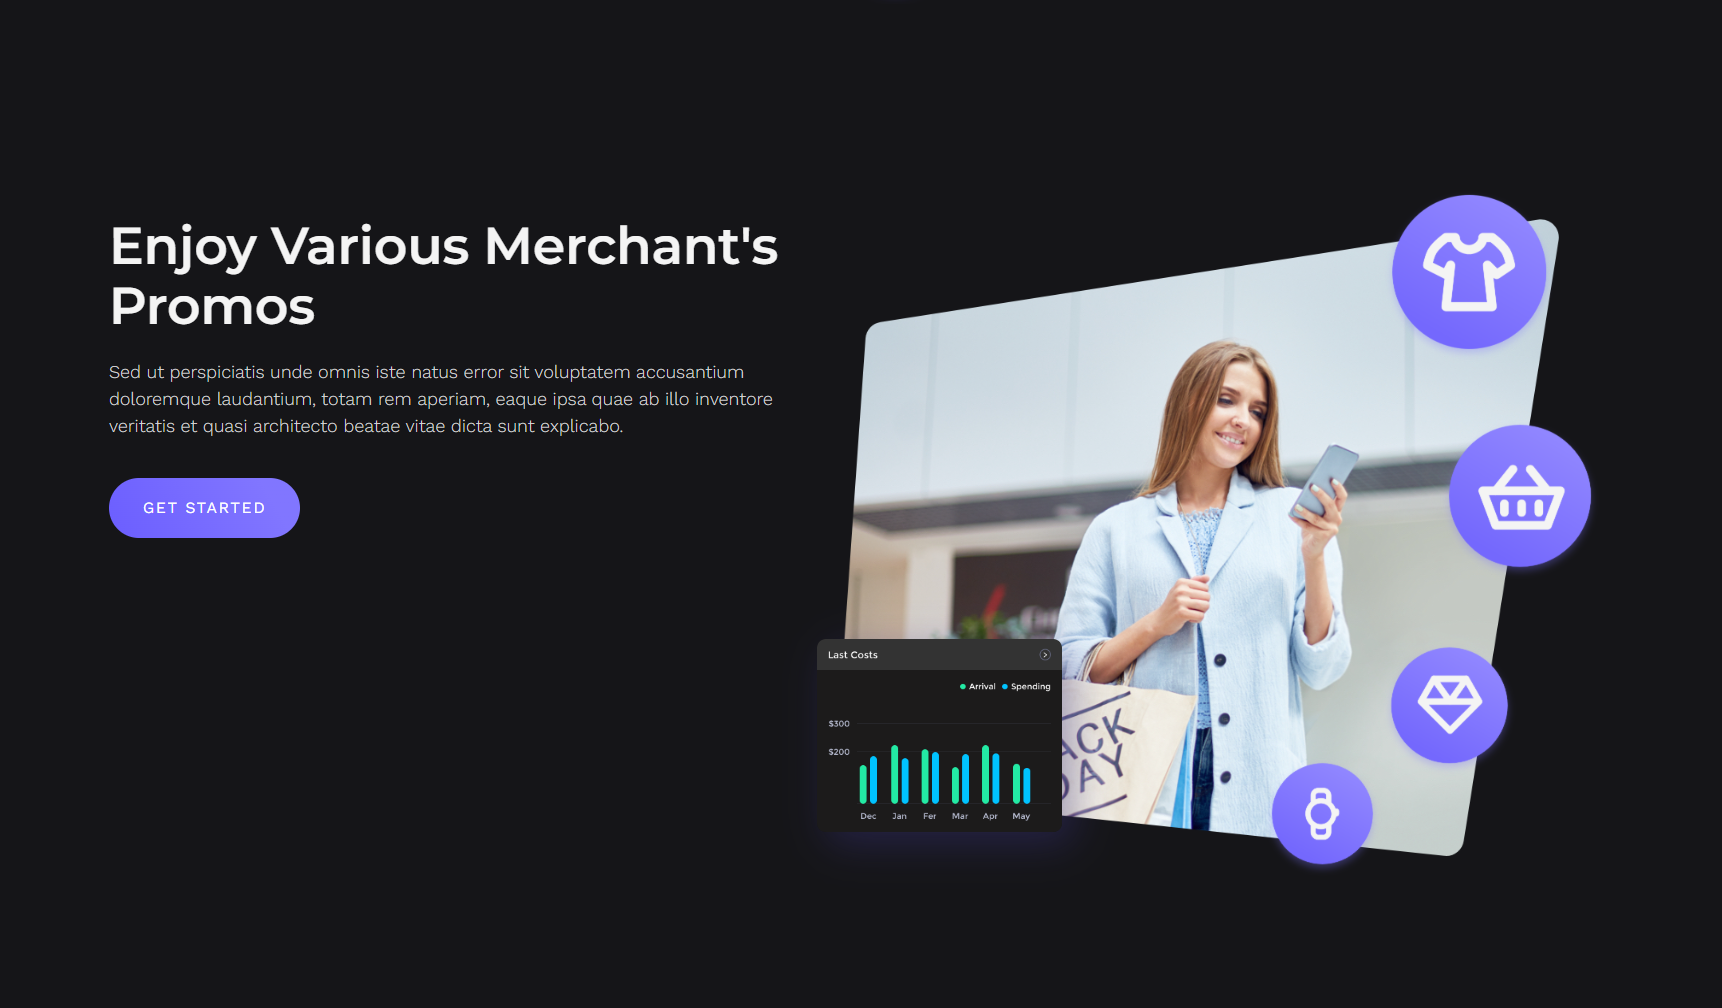 Enjoy Various Merchant's
Promos
Sed ut perspiciatis unde omnis iste natus error sit voluptatem accusantium
doloremque laudantium, totam rem aperiam, eaque ipsa quae ab illo inventore
veritatis et quasi architecto beatae vitae dicta sunt explicabo.
GET STARTED
Last Costs
Arrival Spending
$300
$200
Dec Jan Fer Mar Apr May
ACK
DAY